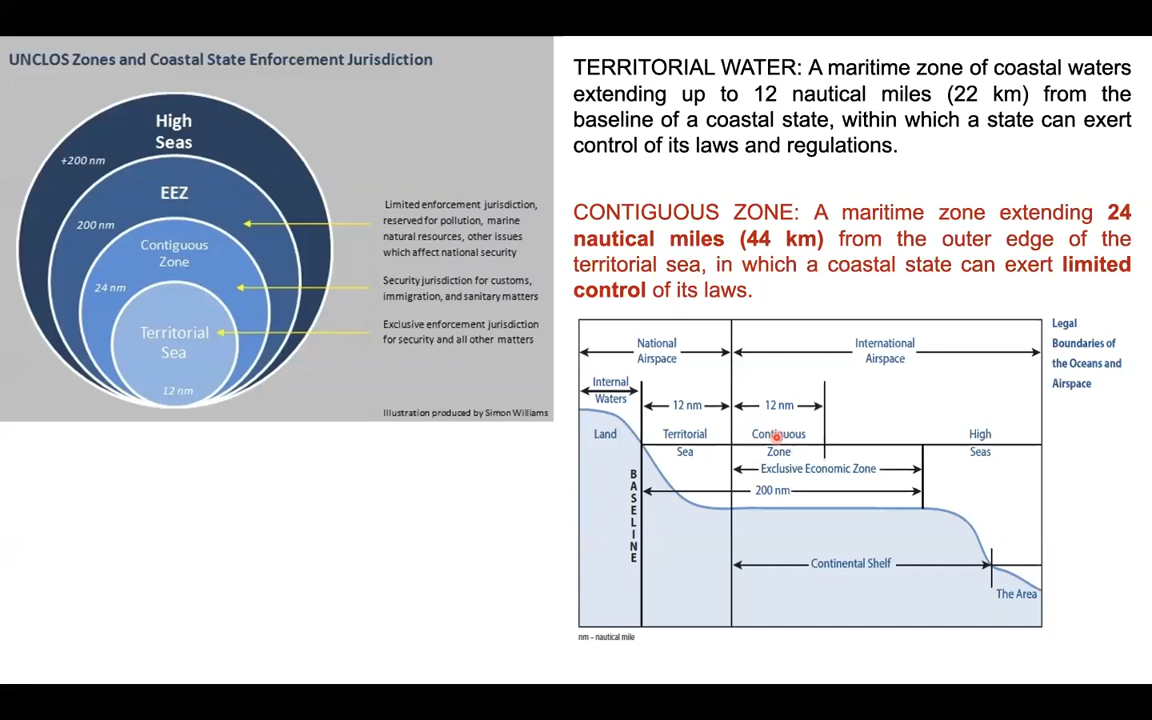 UNCLOS Zones and Coastal State Enforcement Jurisdiction
High
Seas
+200 nm
EEZ
200 nm
Contiguous
Zone
24 nm
Territorial
Sea
12 nm
Limited enforcement jurisdiction,
reserved for pollution, marine
natural resources, other issues
which affect national security
Security jurisdiction for customs,
immigration, and sanitary matters
Exclusive enforcement jurisdiction
for security and all other matters
Illustration produced by Simon Williams
TERRITORIAL WATER: A maritime zone of coastal waters
extending up to 12 nautical miles (22 km) from the
baseline of a coastal state, within which a state can exert
control of its laws and regulations.
CONTIGUOUS ZONE: A maritime zone extending 24
nautical miles (44 km) from the outer edge of the
territorial sea, in which a coastal state can exert limited
control of its laws.
Legal
Boundaries of
the Oceans and
Airspace
National
Airspace
International
Airspace
Internal
Waters
12 nm
12 nm
Land
Territorial
Sea
Contiguous
Zone
High
Seas
Exclusive Economic Zone
200 nm
BASELINE
Continental Shelf
The Area
nm – nautical mile